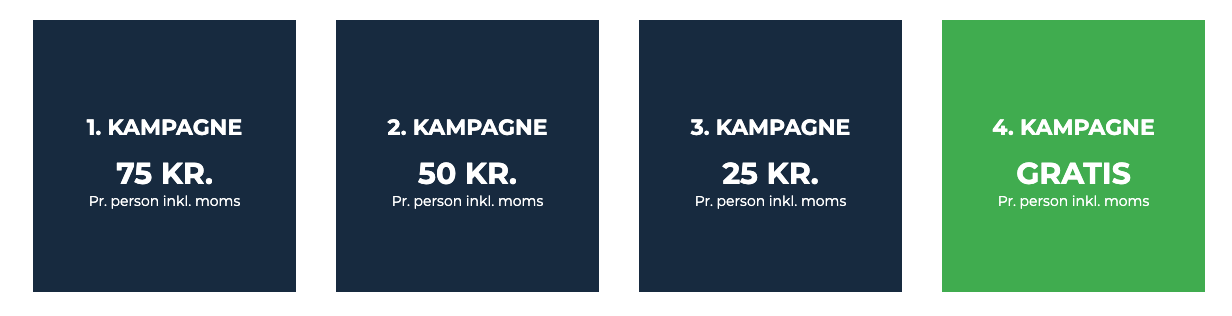 1. KAMPAGNE
75 KR.
Pr. person inkl. moms
2. KAMPAGNE
50 KR.
Pr. person inkl. moms
3. KAMPAGNE
25 KR.
Pr. person inkl. moms
4. KAMPAGNE
GRATIS
Pr. person inkl. moms